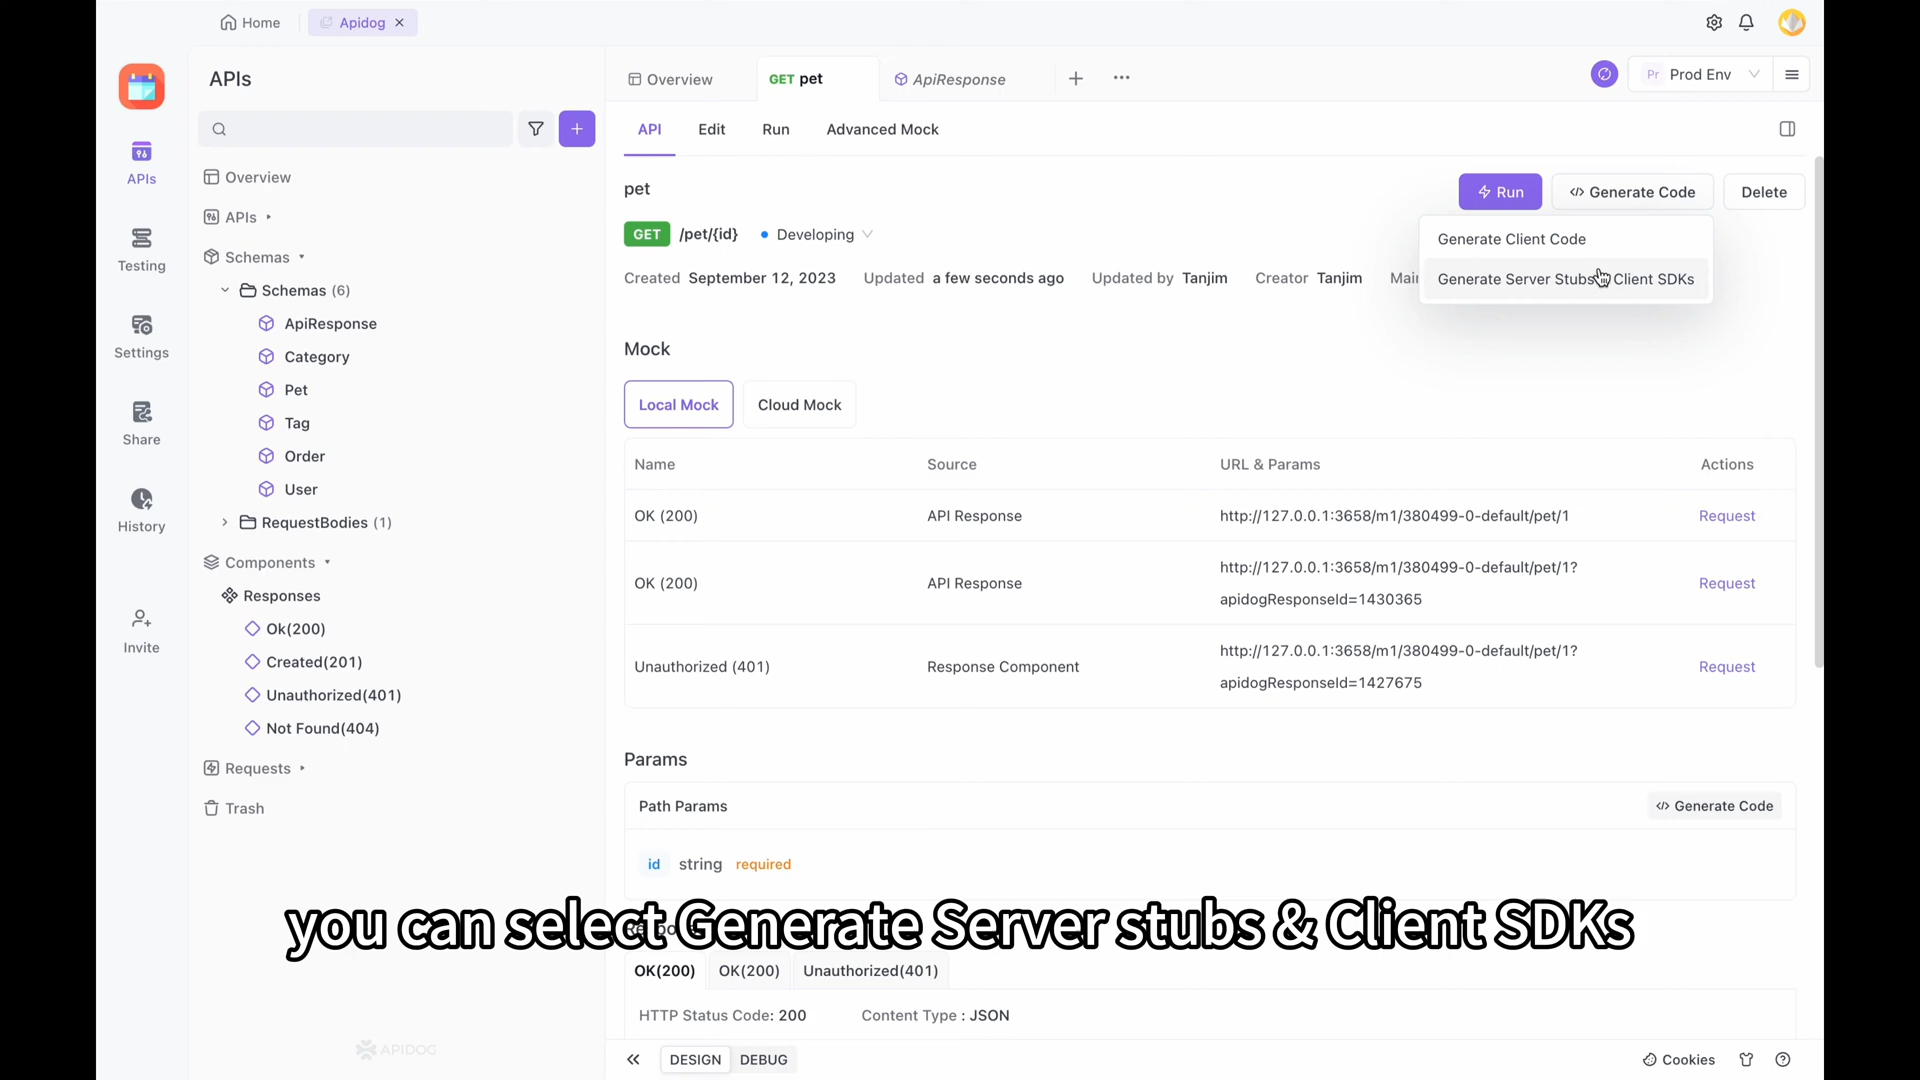 Home
Apidog
APIs
Overview
GET pet
ApiResponse
Pr Prod Env
API Edit Run Advanced Mock
APIs
Testing
Settings
Share
History
Invite
Overview
APIs
Schemas
Schemas (6)
ApiResponse
Category
Pet
Tag
Order
User
RequestBodies (1)
Components
Responses
Ok(200)
Created(201)
Unauthorized(401)
Not Found(404)
Requests
Trash
APIDOG
pet
Run
Generate Code
Delete
GET /pet/{id} Developing
Generate Client Code
Created September 12, 2023 Updated a few seconds ago Updated by Tanjim Creator Tanjim
Generate Server Stubs Client SDKs
Mock
Local Mock Cloud Mock
Name Source URL & Params Actions
OK (200) API Response http://127.0.0.1:3658/m1/380499-0-default/pet/1 Request
OK (200) API Response http://127.0.0.1:3658/m1/380499-0-default/pet/1?
apidogResponseId=1430365 Request
Unauthorized (401) Response Component http://127.0.0.1:3658/m1/380499-0-default/pet/1?
apidogResponseId=1427675 Request
Params
Path Params Generate Code
id string required
you can select Generate Server stubs & Client SDKs
OK(200) OK(200) Unauthorized(401)
HTTP Status Code: 200 Content Type : JSON
DESIGN DEBUG
Cookies